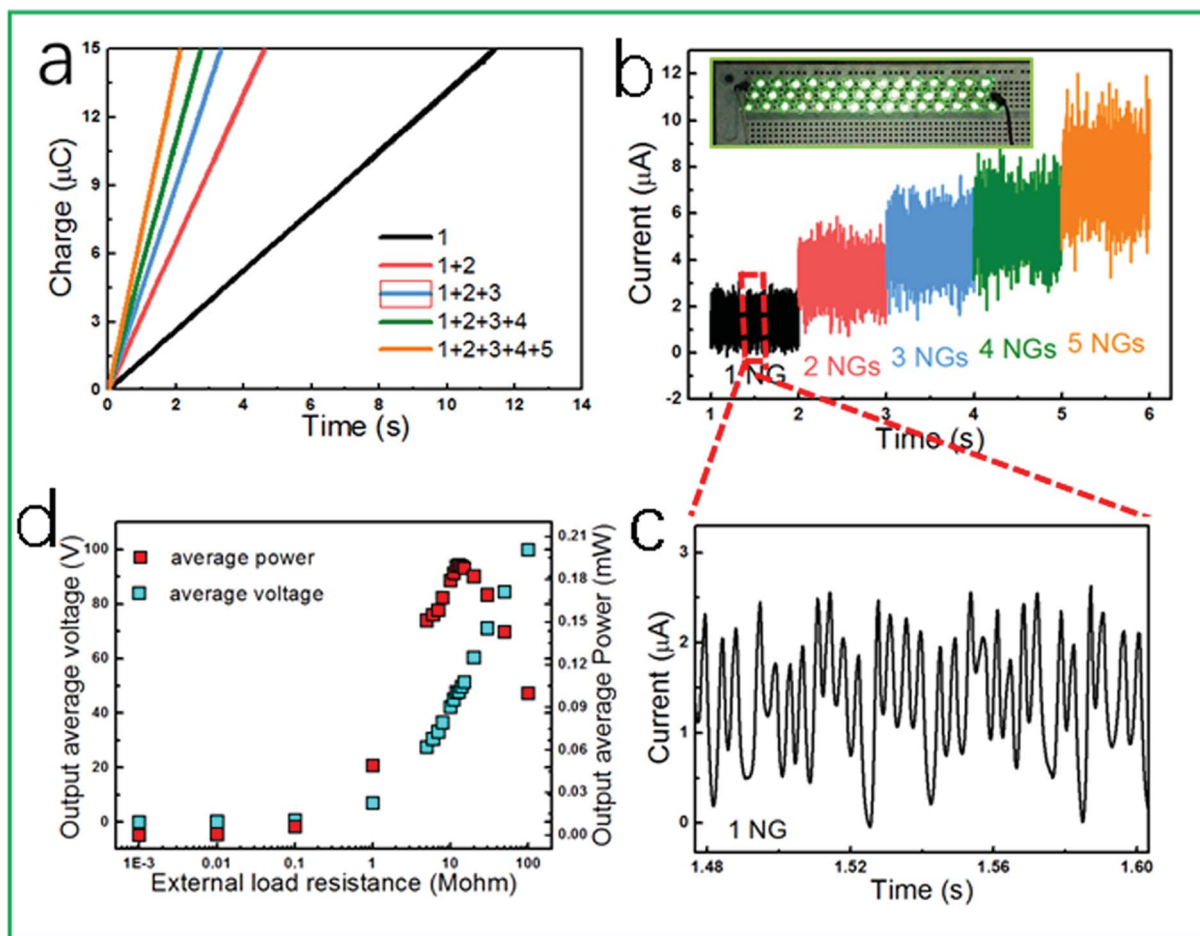 a
15
12
9
6
3
0
Charge (μC)
1
1+2
1+2+3
1+2+3+4
1+2+3+4+5
0 2 4 6 8 10 12 14
Time (s)
b
12
10
8
6
4
2
0
-2
Current (μA)
1 NG
2 NGs
3 NGs
4 NGs
5 NGs
1 2 3 4 5 6
Time (s)
d
100
80
60
40
20
0
Output average voltage (V)
average power
average voltage
0.21
0.18
0.15
0.12
0.09
0.06
0.03
0.00
Output average Power (mW)
1E-3 0.01 0.1 1 10 100
External load resistance (Mohm)
c
3
2
1
0
Current (μA)
1 NG
1.48 1.52 1.56 1.60
Time (s)